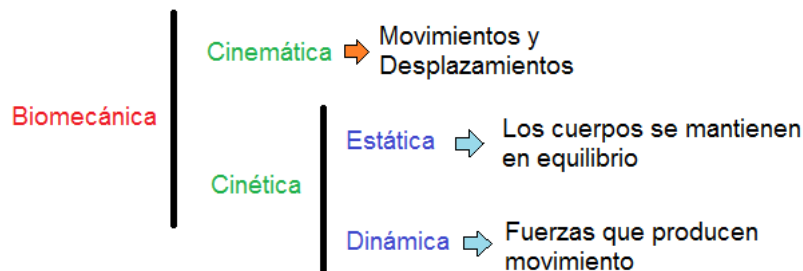 Biomecánica
Cinemática
Movimientos y
Desplazamientos
Cinética
Estática
Los cuerpos se mantienen
en equilibrio
Dinámica
Fuerzas que producen
movimiento